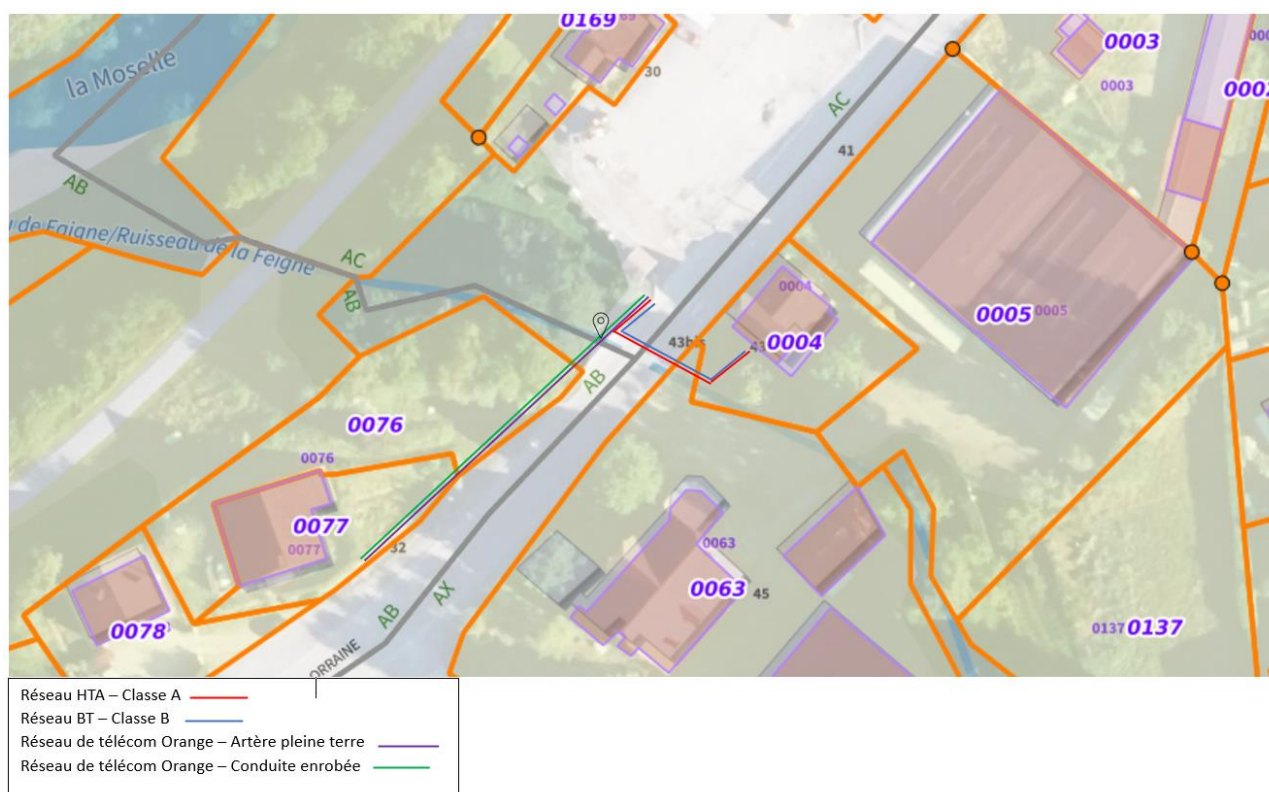 0169
69
30
la Moselle
0003
0003
0002
AC
41
AB
u de Faigne/Ruisseau de la Feigne
AC
AB
0004
0005
0005
43bis
0004
AB
0076
0076
0077
0077
32
0063
0063
45
0078
AB
AX
0137
0137
ORRAINE
Réseau HTA – Classe A
Réseau BT – Classe B
Réseau de télécom Orange – Artère pleine terre
Réseau de télécom Orange – Conduite enrobée